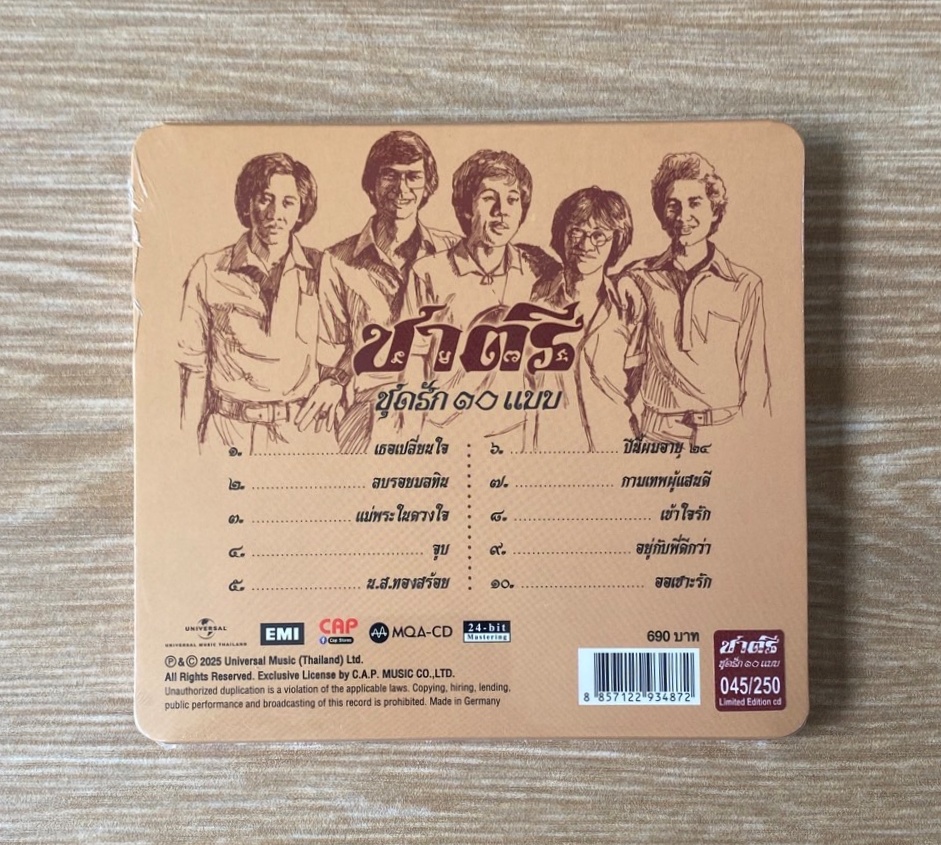 ชาตรี
ชุดรัก ๑๐ แบบ
๑. เธอเปลี่ยนใจ
๒. ลบรอยมลทิน
๓. แม่พระในดวงใจ
๔. จูบ
๕. น.ส.ทองสร้อย
๖. ปีนี้ผมอายุ ๒๔
๗. กามเทพผู้แสนดี
๘. เข้าใจรัก
๙. อยู่กับพี่ดีกว่า
๑๐. ออเซาะรัก
UNIVERSAL
UNIVERSAL MUSIC THAILAND
EMI
CAP
Cap Stores
MQA-CD
24-bit
Mastering
690 บาท
Ⓟ & © 2025 Universal Music (Thailand) Ltd.
All Rights Reserved. Exclusive License by C.A.P. MUSIC CO.,LTD.
Unauthorized duplication is a violation of the applicable laws. Copying, hiring, lending,
public performance and broadcasting of this record is prohibited. Made in Germany
8 857122 934872
ชาตรี
ชุดรัก ๑๐ แบบ
045/250
Limited Edition cd